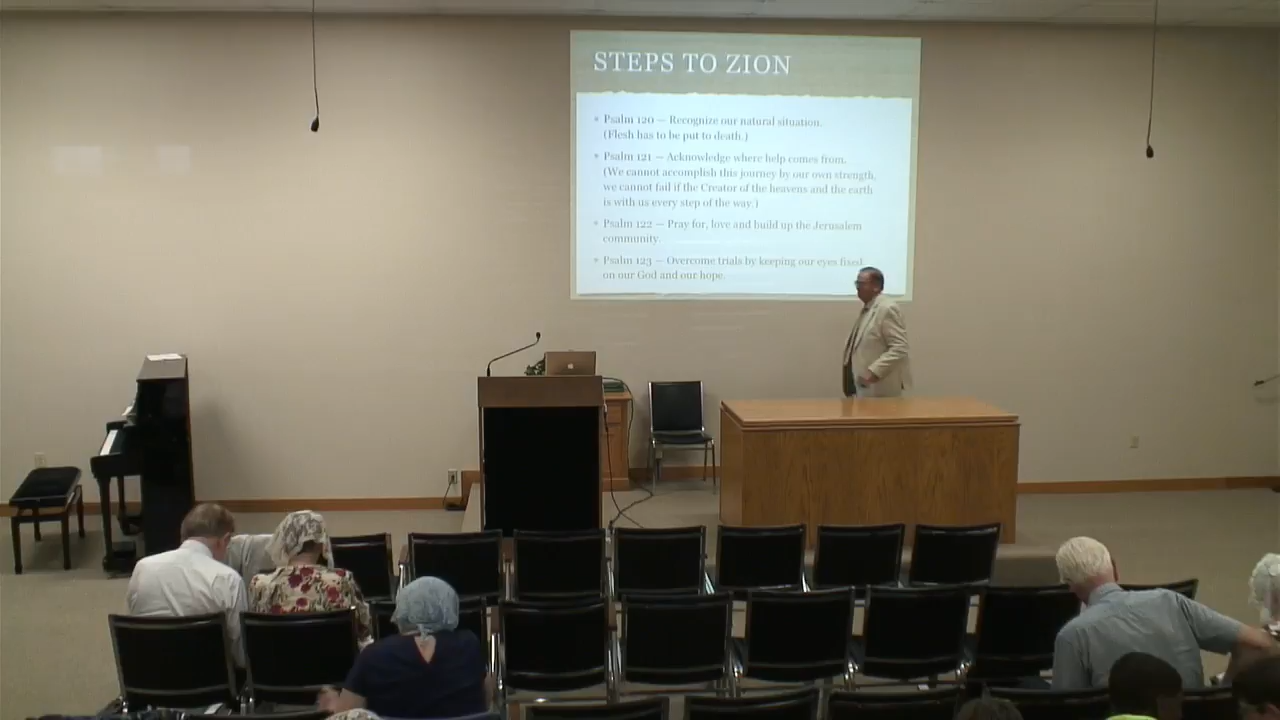 STEPS TO ZION
Psalm 120 — Recognize our natural situation.
(Flesh has to be put to death.)
Psalm 121 — Acknowledge where help comes from.
(We cannot accomplish this journey by our own strength,
we cannot fail if the Creator of the heavens and the earth
is with us every step of the way.)
Psalm 122 — Pray for, love and build up the Jerusalem
community.
Psalm 123 — Overcome trials by keeping our eyes fixed
on our God and our hope.